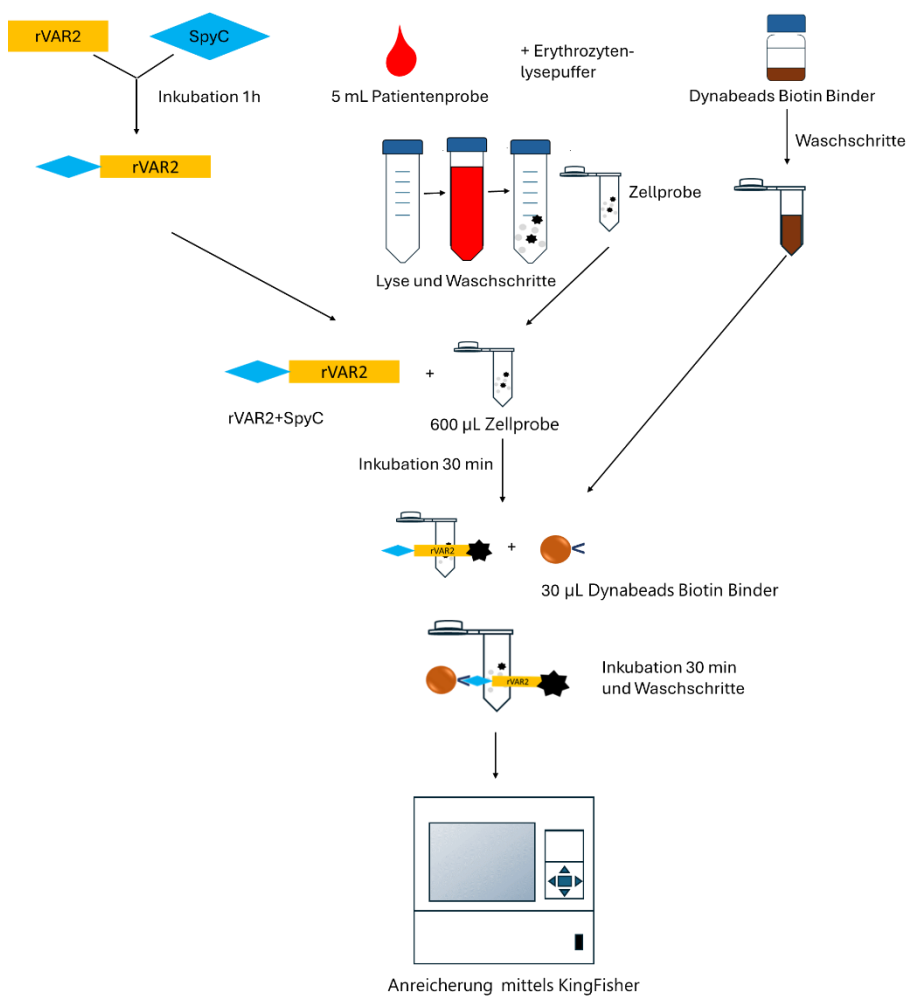 rVAR2
SpyC
+ Erythrozyten-
lysepuffer
Inkubation 1h
5 mL Patientenprobe
Dynabeads Biotin Binder
Waschschritte
rVAR2
Zellprobe
Lyse und Waschschritte
rVAR2
+
rVAR2+SpyC
600 µL Zellprobe
Inkubation 30 min
rVAR2
+
30 µL Dynabeads Biotin Binder
Inkubation 30 min
und Waschschritte
rVAR2
Anreicherung mittels KingFisher